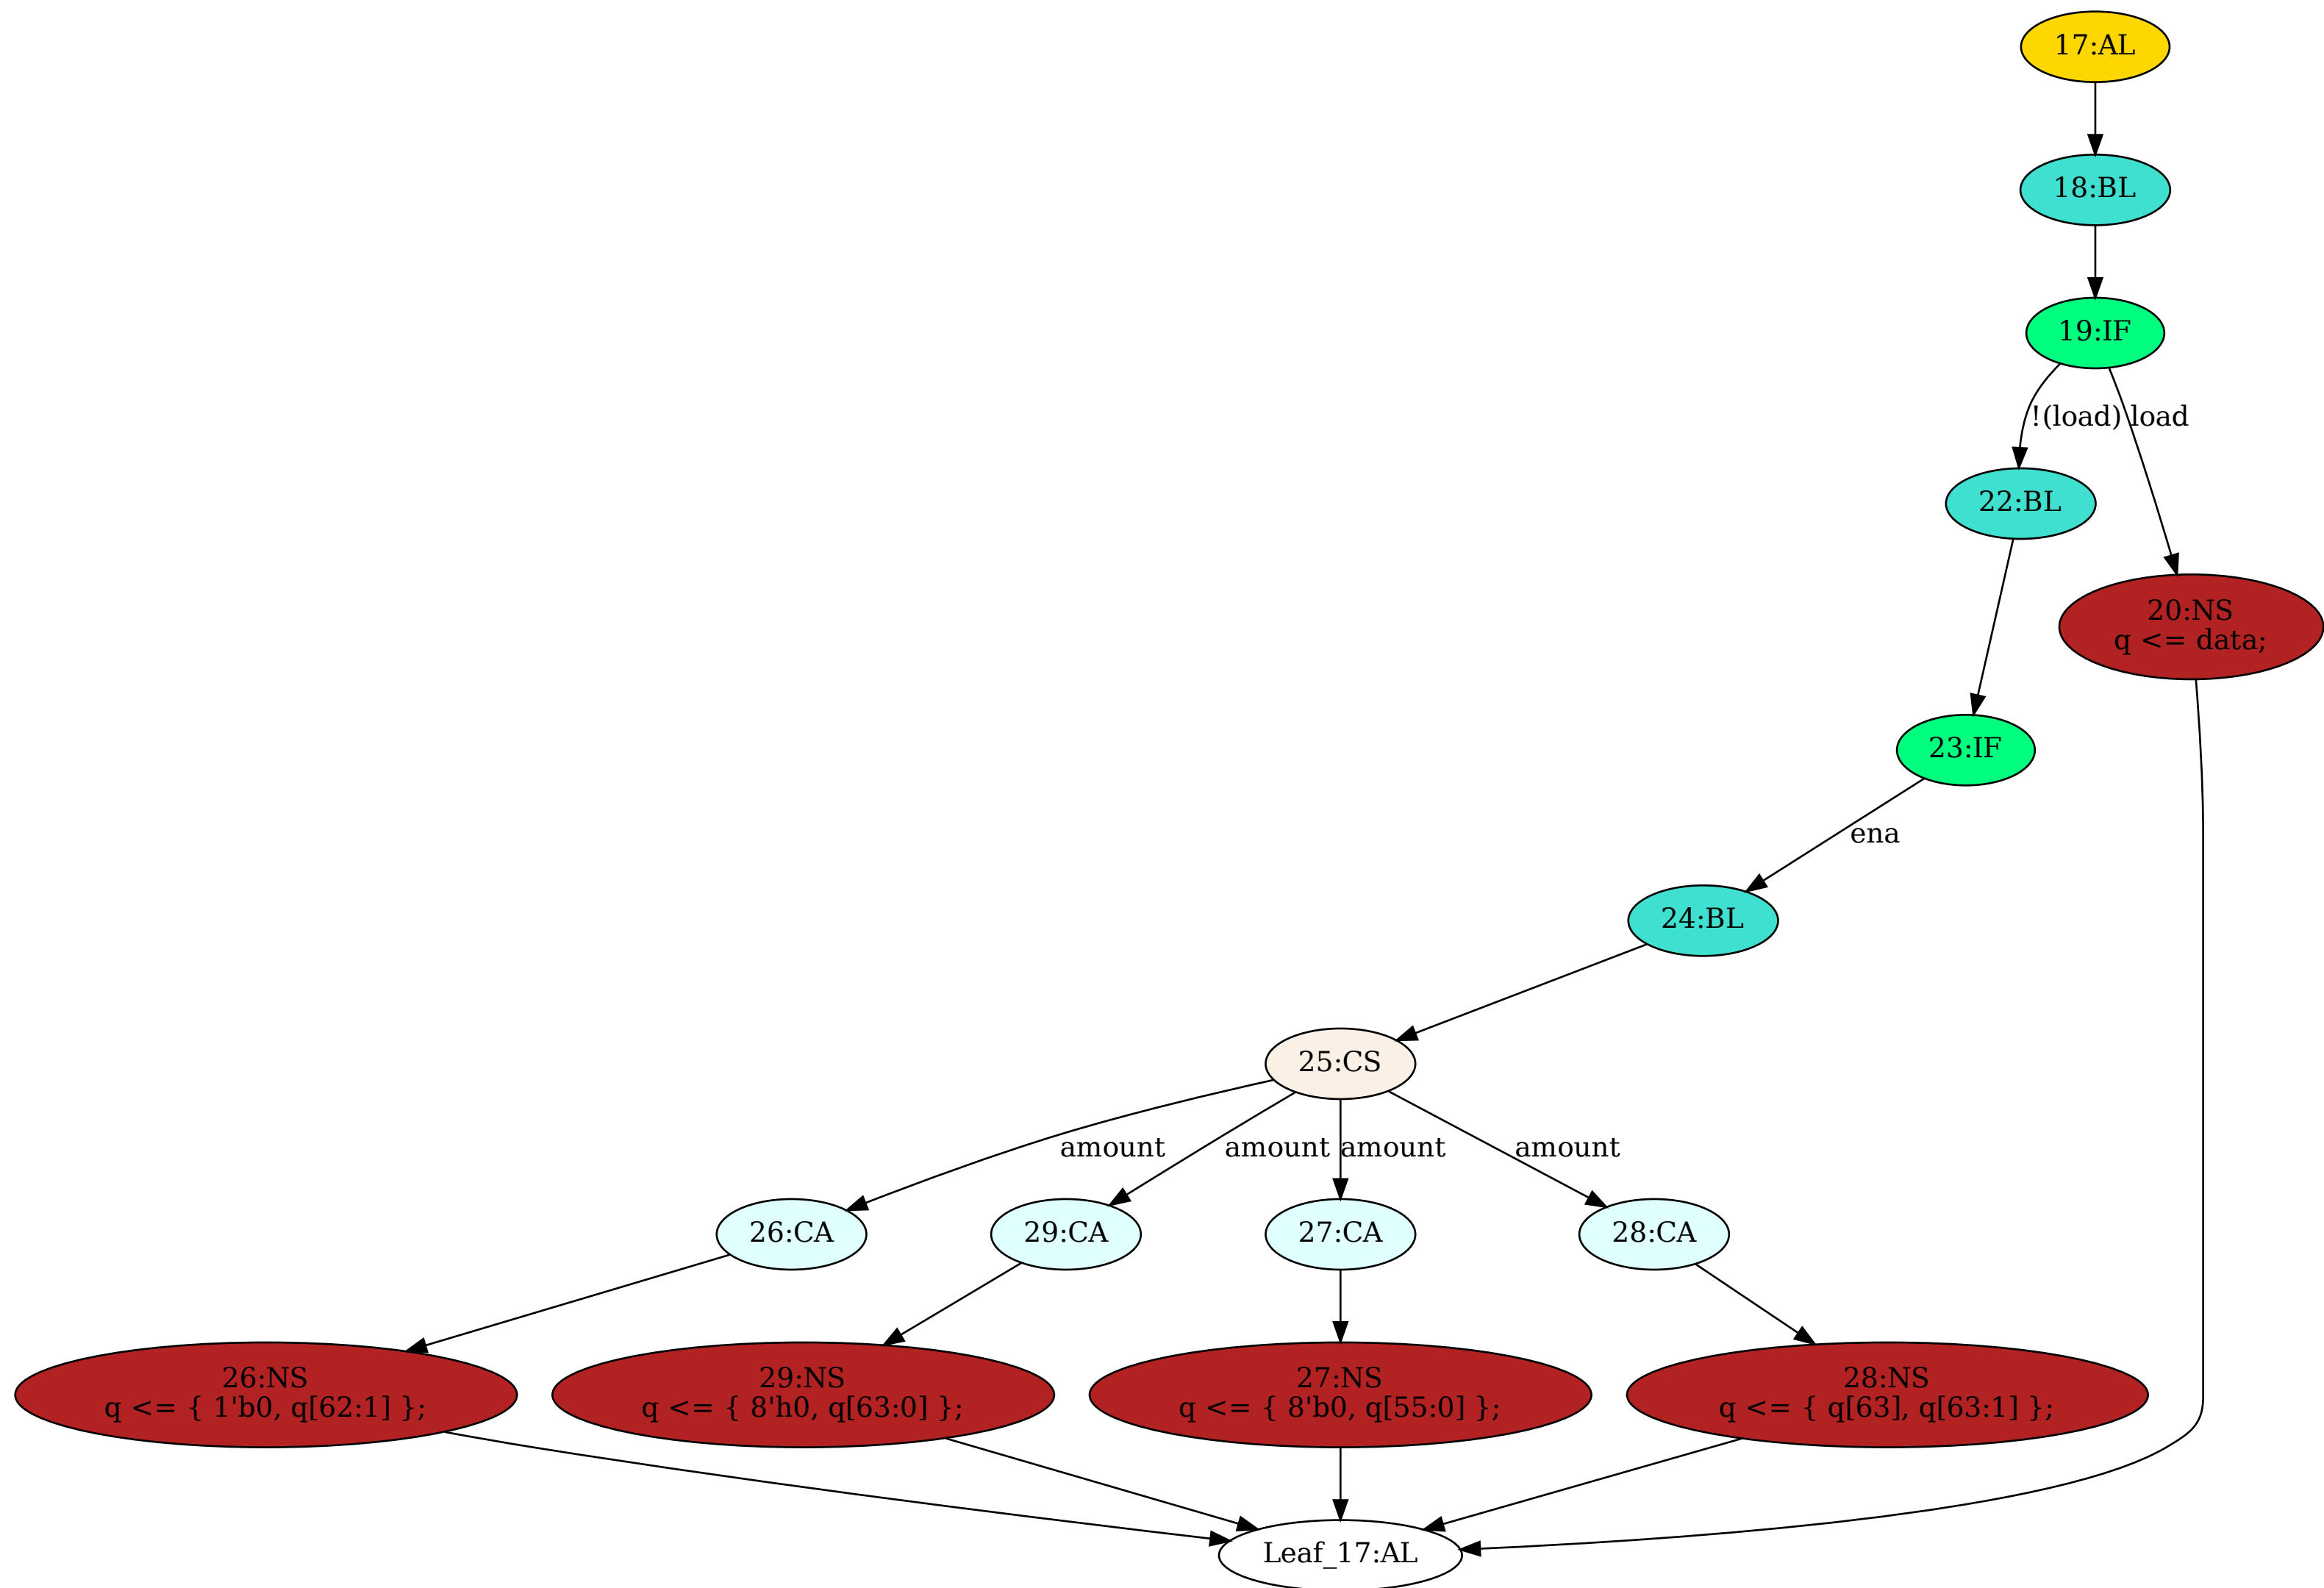 17:AL
18:BL
19:IF
!(load)
load
22:BL
20:NS
q <= data;
23:IF
ena
24:BL
25:CS
amount
amount
amount
amount
26:CA
29:CA
27:CA
28:CA
26:NS
q <= { 1'b0, q[62:1] };
29:NS
q <= { 8'h0, q[63:0] };
27:NS
q <= { 8'b0, q[55:0] };
28:NS
q <= { q[63], q[63:1] };
Leaf_17:AL